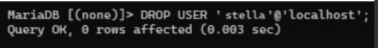 MariaDB [(none)]> DROP USER 'stella'@'localhost';
Query OK, 0 rows affected (0.003 sec)